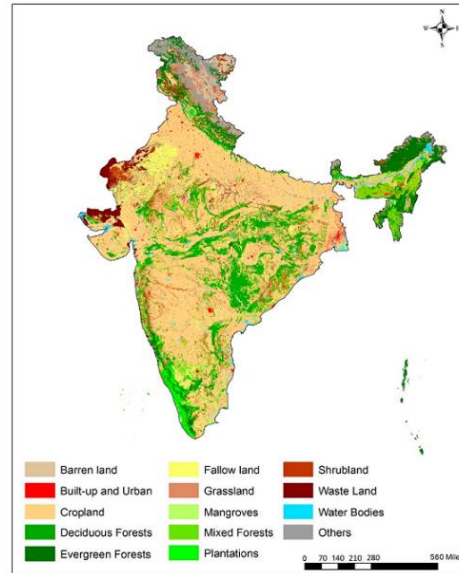 N
W E
S
Barren land
Built-up and Urban
Cropland
Deciduous Forests
Evergreen Forests
Fallow land
Grassland
Mangroves
Mixed Forests
Plantations
Shrubland
Waste Land
Water Bodies
Others
0 70 140 210 280 560 Mile